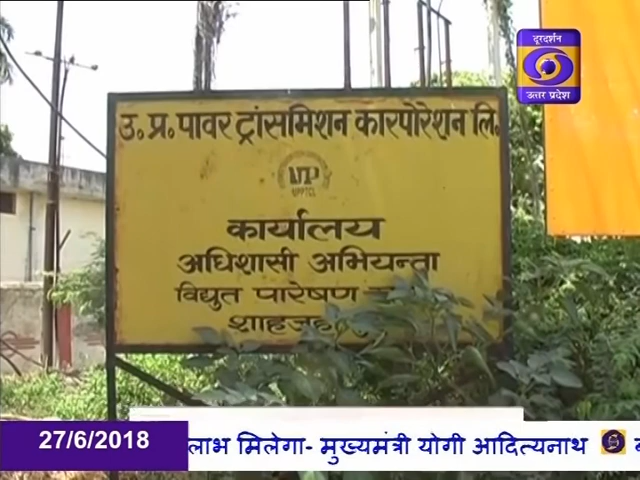 दूरदर्शन
उत्तर प्रदेश
उ. प्र. पावर ट्रांसमिशन कारपोरेशन लि.
UP
UPPTCL
कार्यालय
अधिशासी अभियन्ता
विद्युत पारेषण
27/6/2018 लाभ मिलेगा- मुख्यमंत्री योगी आदित्यनाथ